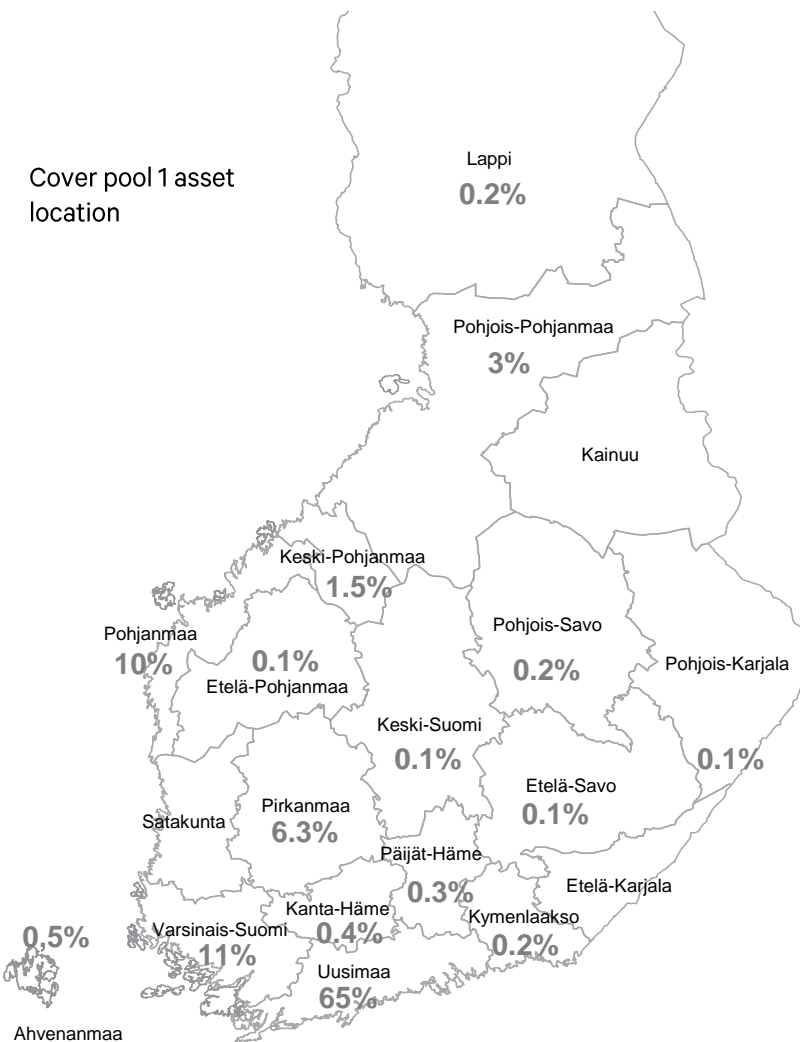 Cover pool 1 asset
location
Lappi
0.2%
Pohjois-Pohjanmaa
3%
Kainuu
Keski-Pohjanmaa
1.5%
Pohjanmaa
10%
0.1%
Etelä-Pohjanmaa
Pohjois-Savo
0.2%
Pohjois-Karjala
0.1%
Keski-Suomi
0.1%
Etelä-Savo
0.1%
Satakunta
Pirkanmaa
6.3%
Päijät-Häme
0.3%
Etelä-Karjala
Kanta-Häme
0.4%
Kymenlaakso
0.2%
Varsinais-Suomi
11%
Uusimaa
65%
0,5%
Ahvenanmaa